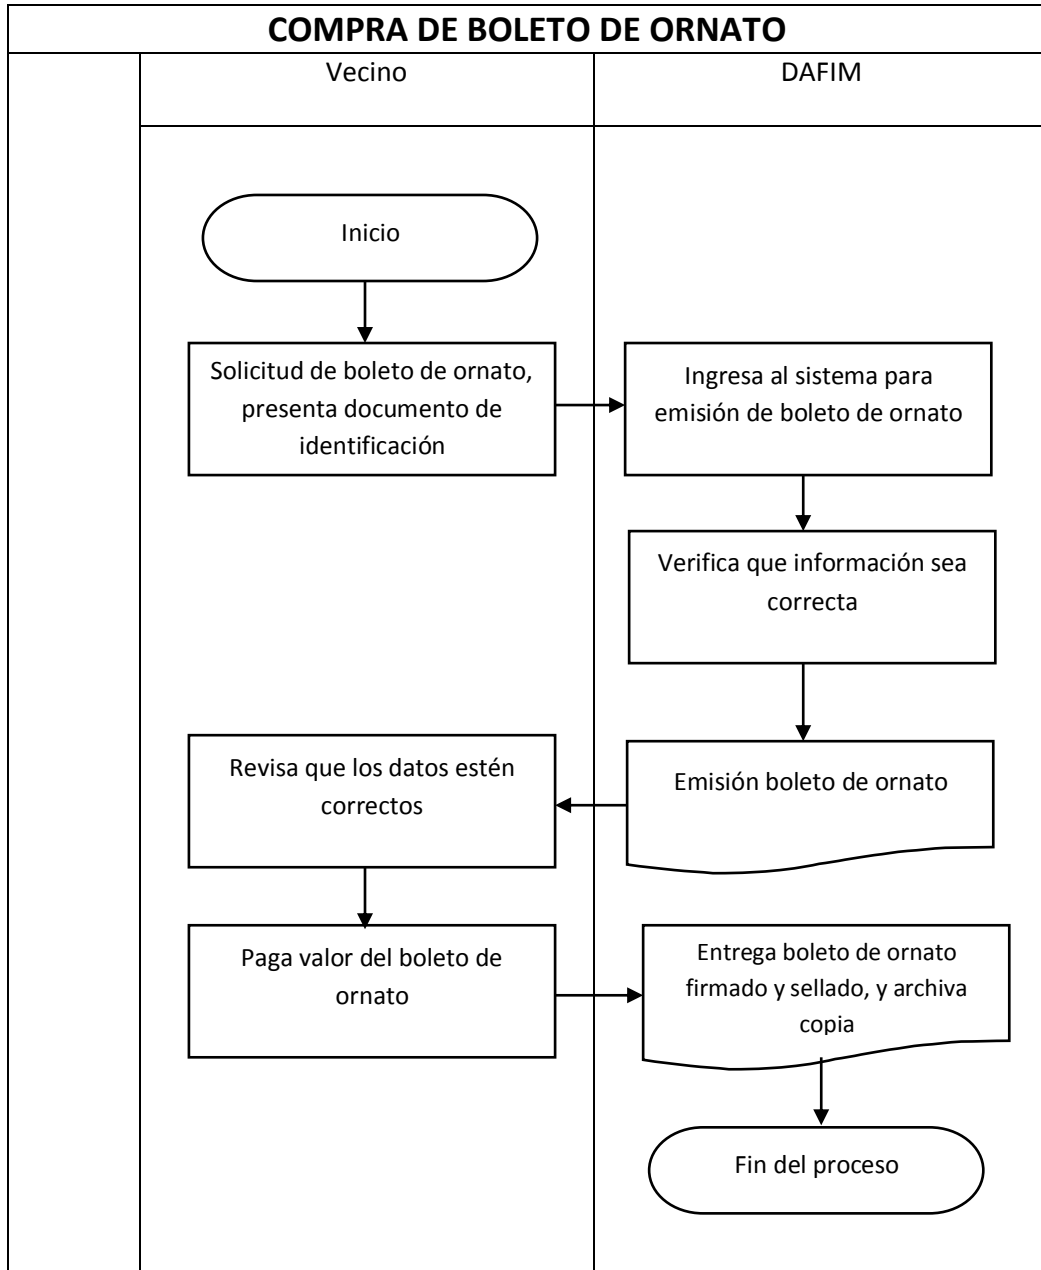 COMPRA DE BOLETO DE ORNATO
Vecino
DAFIM
Inicio
Solicitud de boleto de ornato,
presenta documento de
identificación
Ingresa al sistema para
emisión de boleto de ornato
Verifica que información sea
correcta
Emisión boleto de ornato
Revisa que los datos estén
correctos
Paga valor del boleto de
ornato
Entrega boleto de ornato
firmado y sellado, y archiva
copia
Fin del proceso